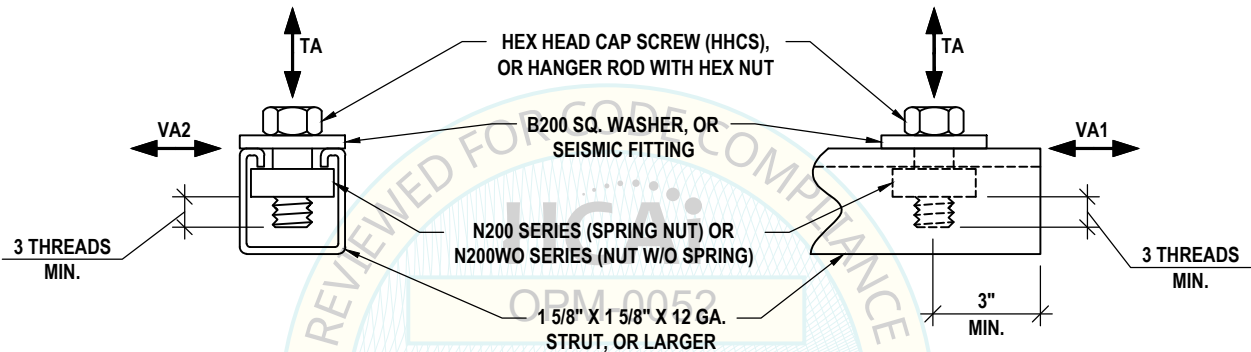 TA
HEX HEAD CAP SCREW (HHCS),
OR HANGER ROD WITH HEX NUT
TA
VA2
B200 SQ. WASHER, OR
SEISMIC FITTING
VA1
3 THREADS
MIN.
N200 SERIES (SPRING NUT) OR
N200WO SERIES (NUT W/O SPRING)
3 THREADS
MIN.
1 5/8" X 1 5/8" X 12 GA.
STRUT, OR LARGER
3"
MIN.
REVIEWED FOR CODE COMPLIANCE
HCAi
OPM-0052